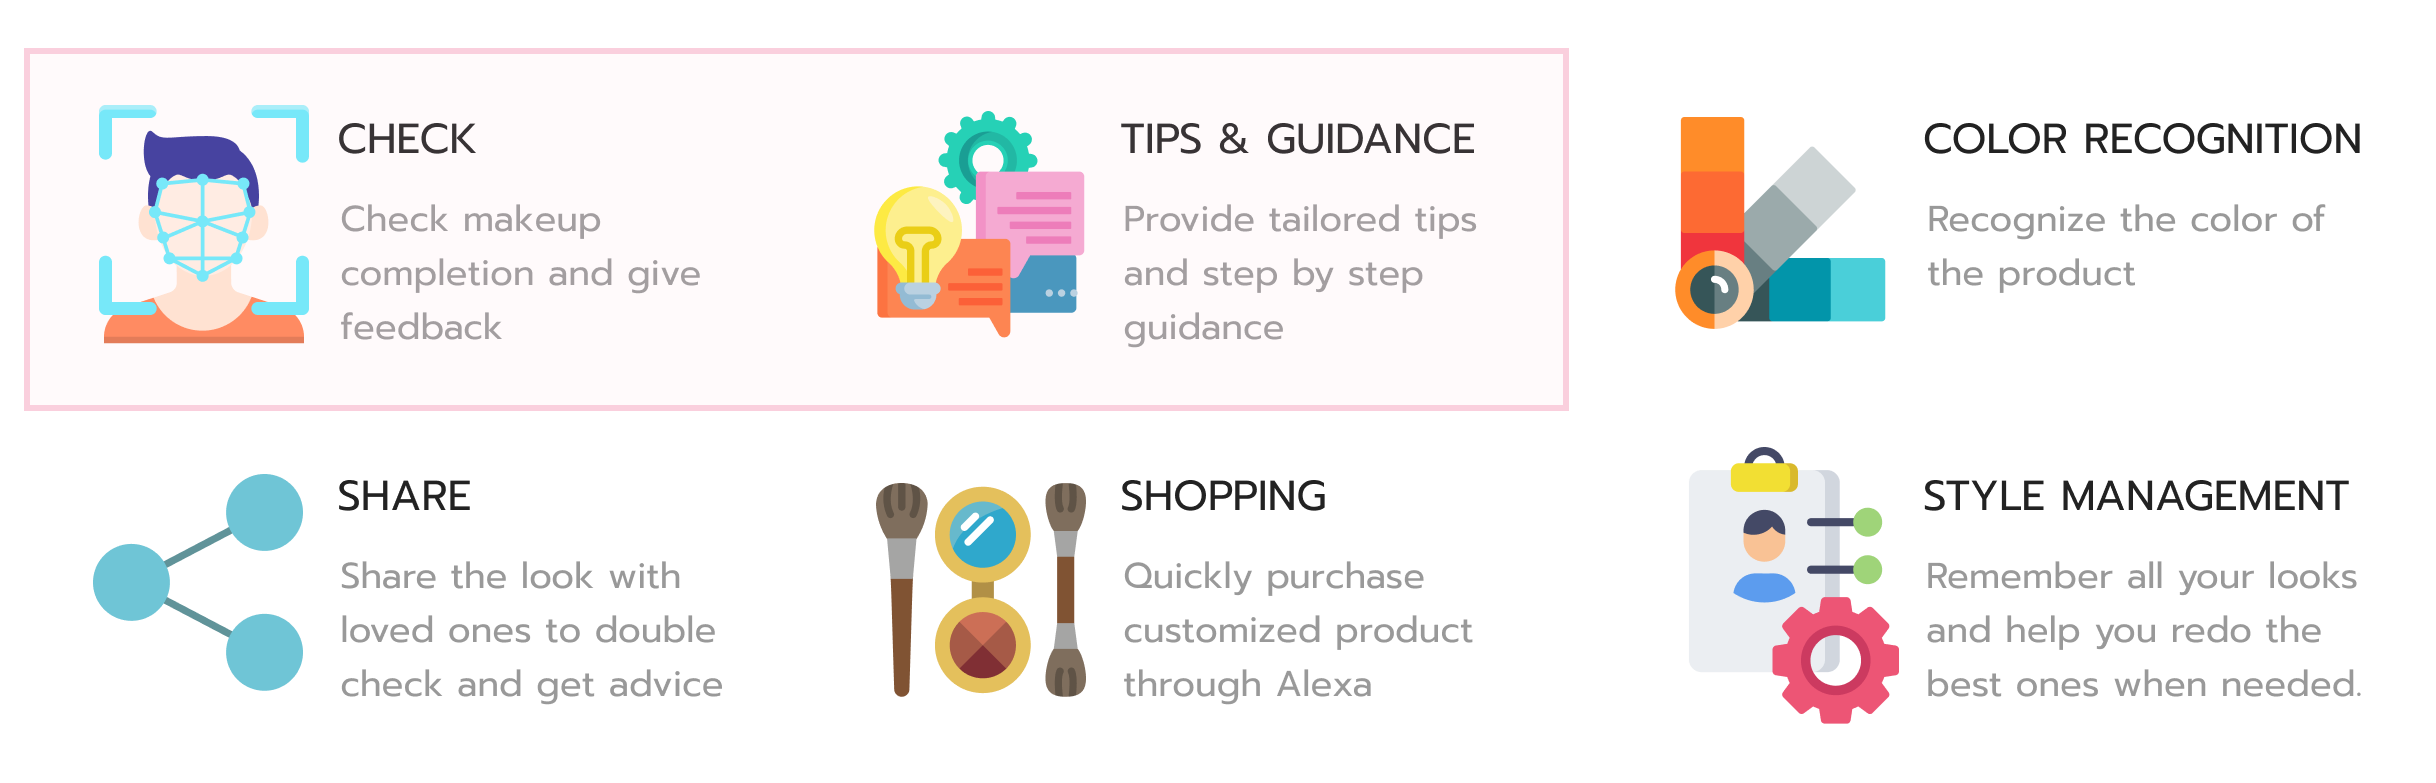 CHECK
Check makeup
completion and give
feedback
TIPS & GUIDANCE
Provide tailored tips
and step by step
guidance
COLOR RECOGNITION
Recognize the color of
the product
SHARE
Share the look with
loved ones to double
check and get advice
SHOPPING
Quickly purchase
customized product
through Alexa
STYLE MANAGEMENT
Remember all your looks
and help you redo the
best ones when needed.